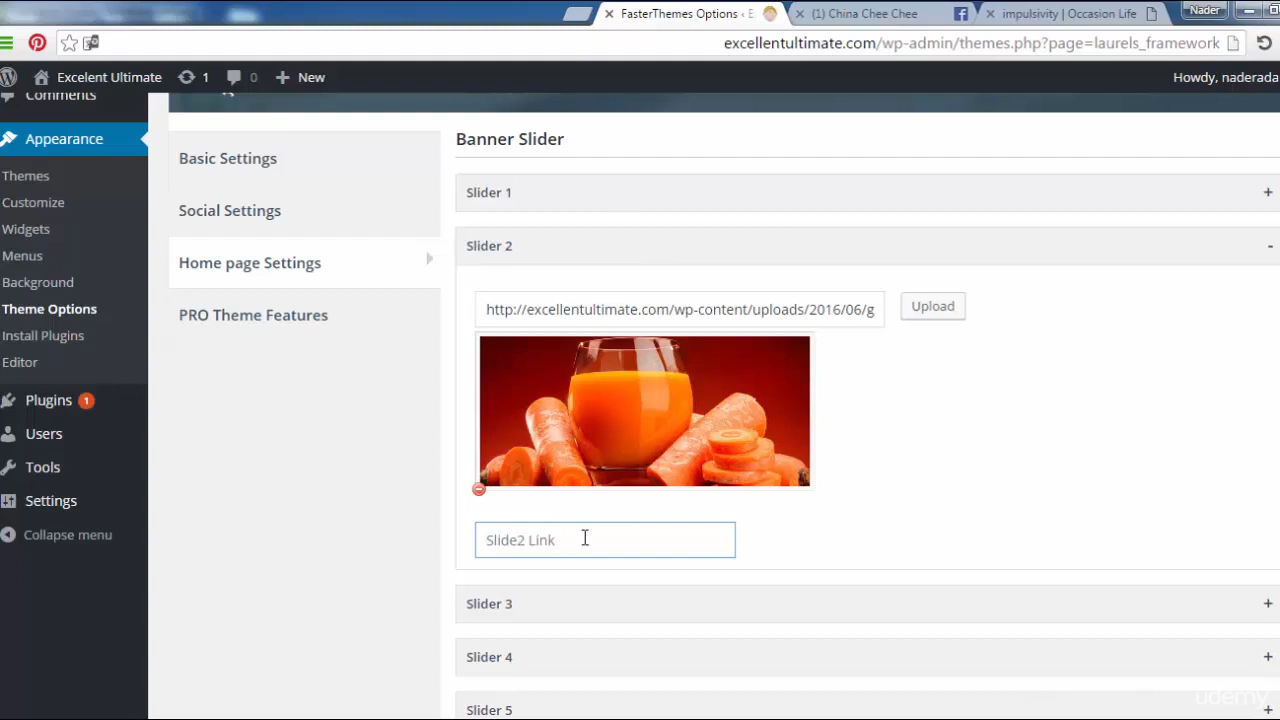 FasterThemes Options ‹ E
(1) China Chee Chee
impulsivity | Occasion Life
Nader
excellentultimate.com/wp-admin/themes.php?page=laurels_framework
Excelent Ultimate
1
0
New
Howdy, naderada
Comments
Appearance
Themes
Customize
Widgets
Menus
Background
Theme Options
Install Plugins
Editor
Plugins 1
Users
Tools
Settings
Collapse menu
Basic Settings
Social Settings
Home page Settings
PRO Theme Features
Banner Slider
Slider 1 +
Slider 2 -
http://excellentultimate.com/wp-content/uploads/2016/06/g
Upload
Slide2 Link
Slider 3 +
Slider 4 +
Slider 5 +
udemy